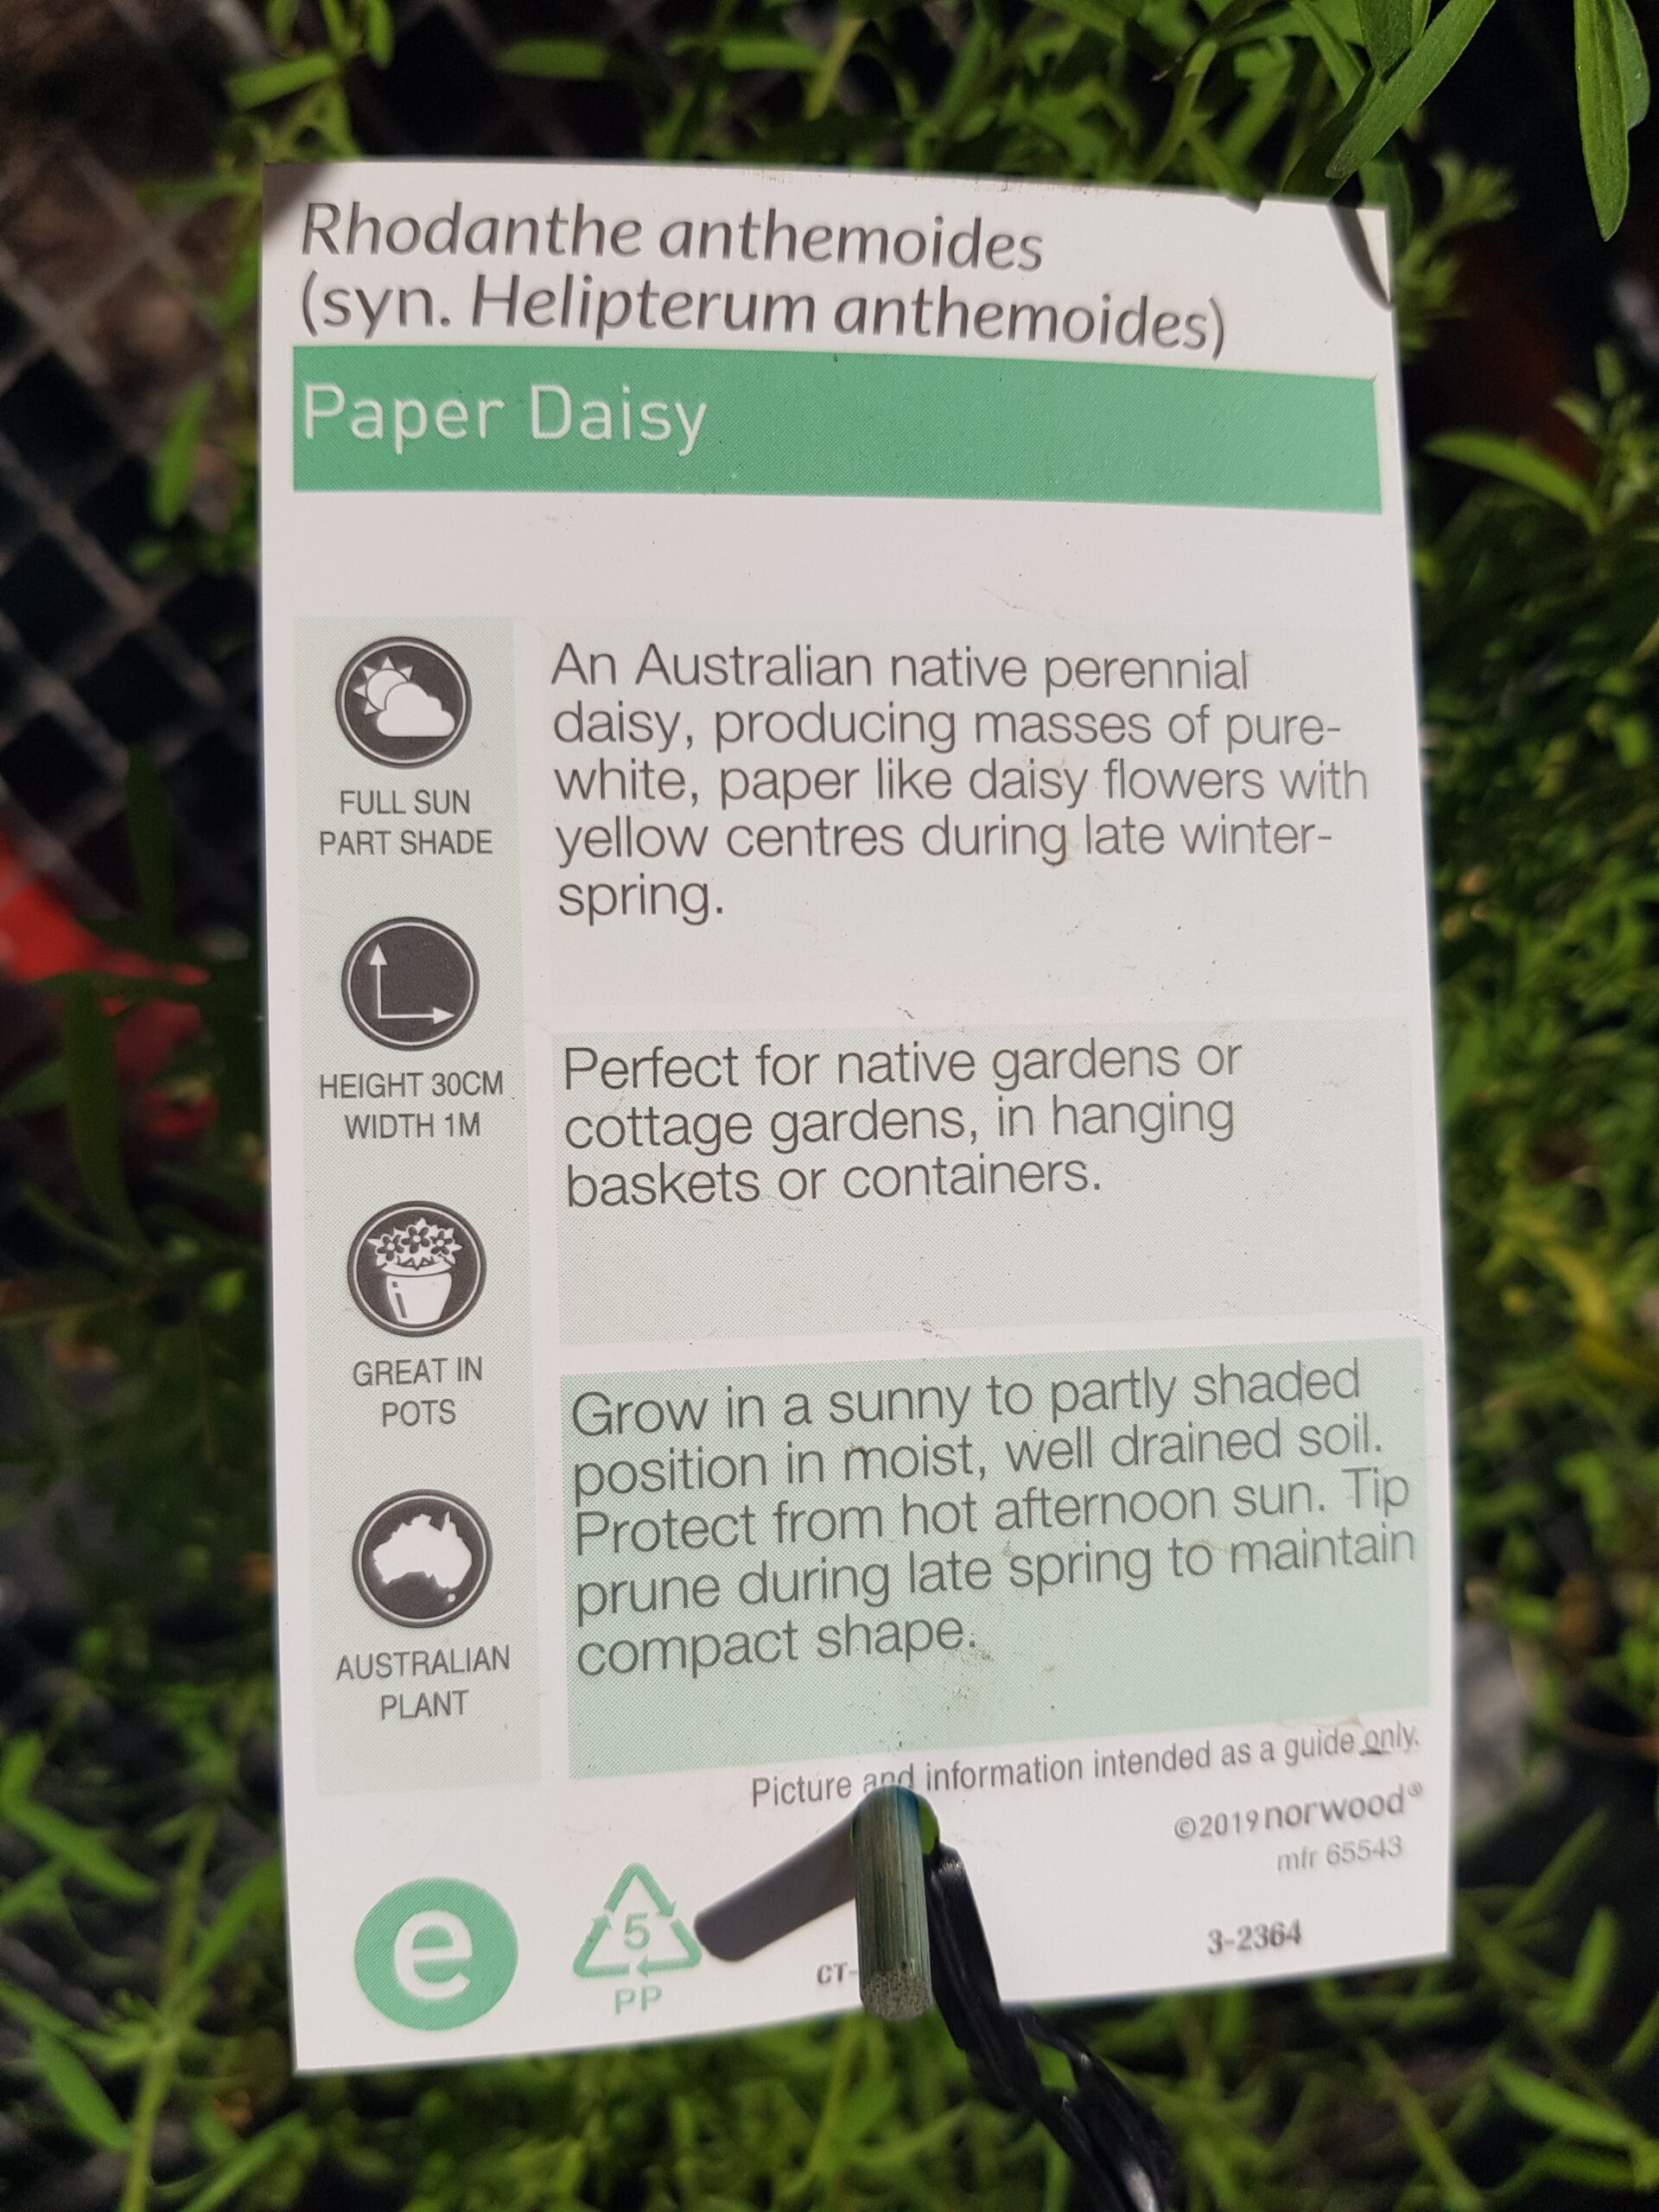 Rhodanthe anthemoides
(syn. Helipterum anthemoides)
Paper Daisy
FULL SUN
PART SHADE
An Australian native perennial
daisy, producing masses of pure-
white, paper like daisy flowers with
yellow centres during late winter-
spring.
HEIGHT 30CM
WIDTH 1M
Perfect for native gardens or
cottage gardens, in hanging
baskets or containers.
GREAT IN
POTS
Grow in a sunny to partly shaded
position in moist, well drained soil.
Protect from hot afternoon sun. Tip
prune during late spring to maintain
compact shape.
AUSTRALIAN
PLANT
Picture and information intended as a guide only.
©2019 norwood®
mfr 65543
e
5
PP
CT-
3-2364